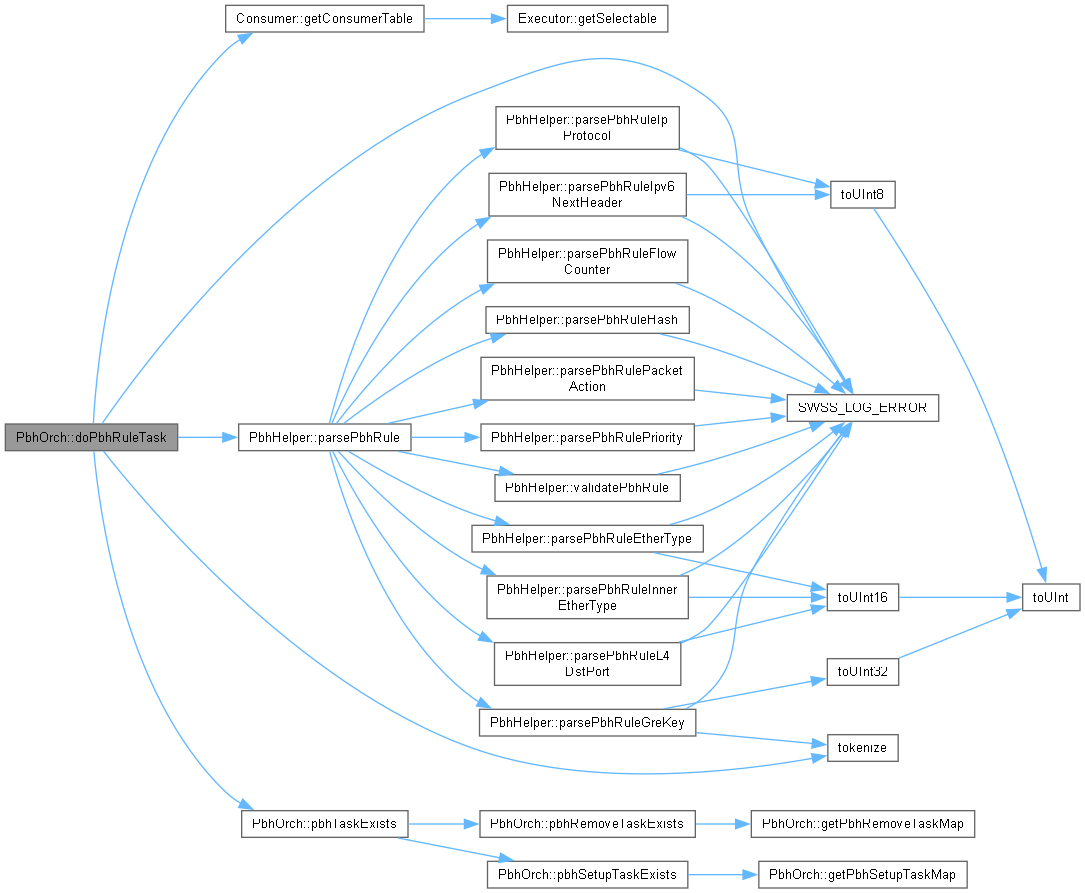 Consumer::getConsumerTable
Executor::getSelectable
PbhHelper::parsePbhRuleIp
Protocol
PbhHelper::parsePbhRuleIpv6
NextHeader
toUInt8
PbhHelper::parsePbhRuleFlow
Counter
PbhHelper::parsePbhRuleHash
PbhHelper::parsePbhRulePacket
Action
SWSS_LOG_ERROR
PbhOrch::doPbhRuleTask
PbhHelper::parsePbhRule
PbhHelper::parsePbhRulePriority
PbhHelper::validatePbhRule
PbhHelper::parsePbhRuleEtherType
PbhHelper::parsePbhRuleInner
EtherType
toUInt16
toUInt
PbhHelper::parsePbhRuleL4
DstPort
toUInt32
PbhHelper::parsePbhRuleGreKey
tokenize
PbhOrch::pbhTaskExists
PbhOrch::pbhRemoveTaskExists
PbhOrch::getPbhRemoveTaskMap
PbhOrch::pbhSetupTaskExists
PbhOrch::getPbhSetupTaskMap